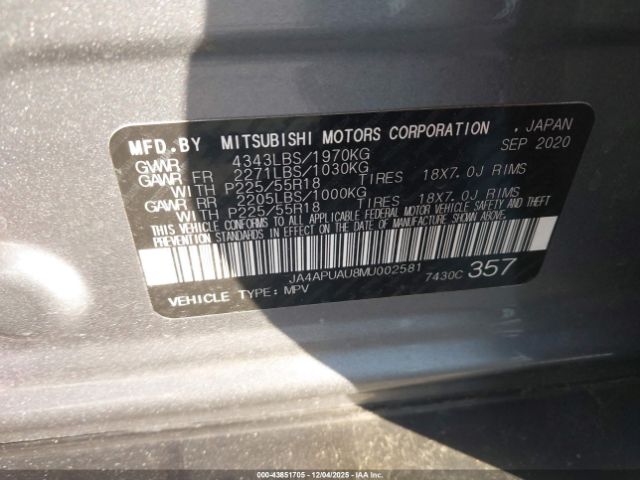 MFD.BY MITSUBISHI MOTORS CORPORATION , JAPAN
SEP 2020
GVWR 4343LBS/1970KG
GAWR FR 2271LBS/1030KG
WITH P225/55R18 TIRES 18X7.0J RIMS
GAWR RR 2205LBS/1000KG
WITH P225/55R18 TIRES 18X7.0J RIMS
THIS VEHICLE CONFORMS TO ALL APPLICABLE FEDERAL MOTOR VEHICLE SAFETY AND THEFT
PREVENTION STANDARDS IN EFFECT ON THE DATE OF MANUFACTURE SHOWN ABOVE.
JA4APUAU8MU002581 7430C 357
VEHICLE TYPE: MPV
000-43851705 - 12/04/2025 - IAAI.COM